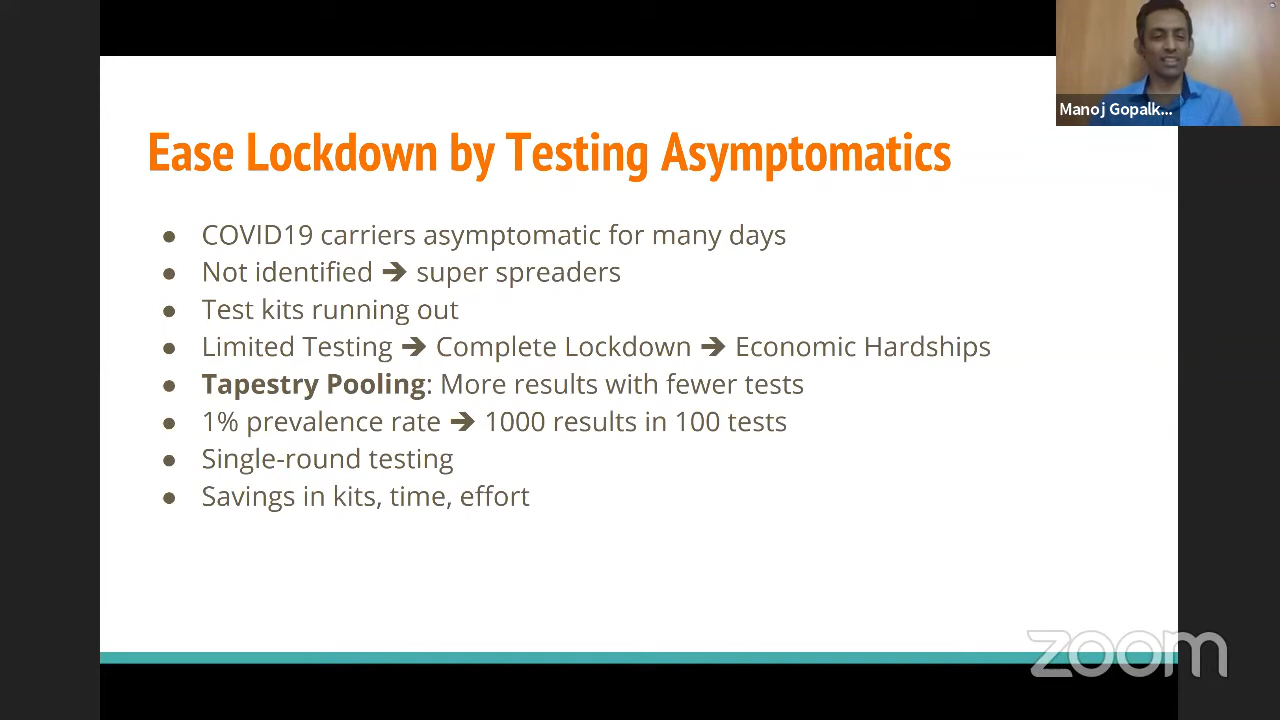 Manoj Gopalk...
Ease Lockdown by Testing Asymptomatics
● COVID19 carriers asymptomatic for many days
● Not identified ➔ super spreaders
● Test kits running out
● Limited Testing ➔ Complete Lockdown ➔ Economic Hardships
● Tapestry Pooling: More results with fewer tests
● 1% prevalence rate ➔ 1000 results in 100 tests
● Single-round testing
● Savings in kits, time, effort
zoom